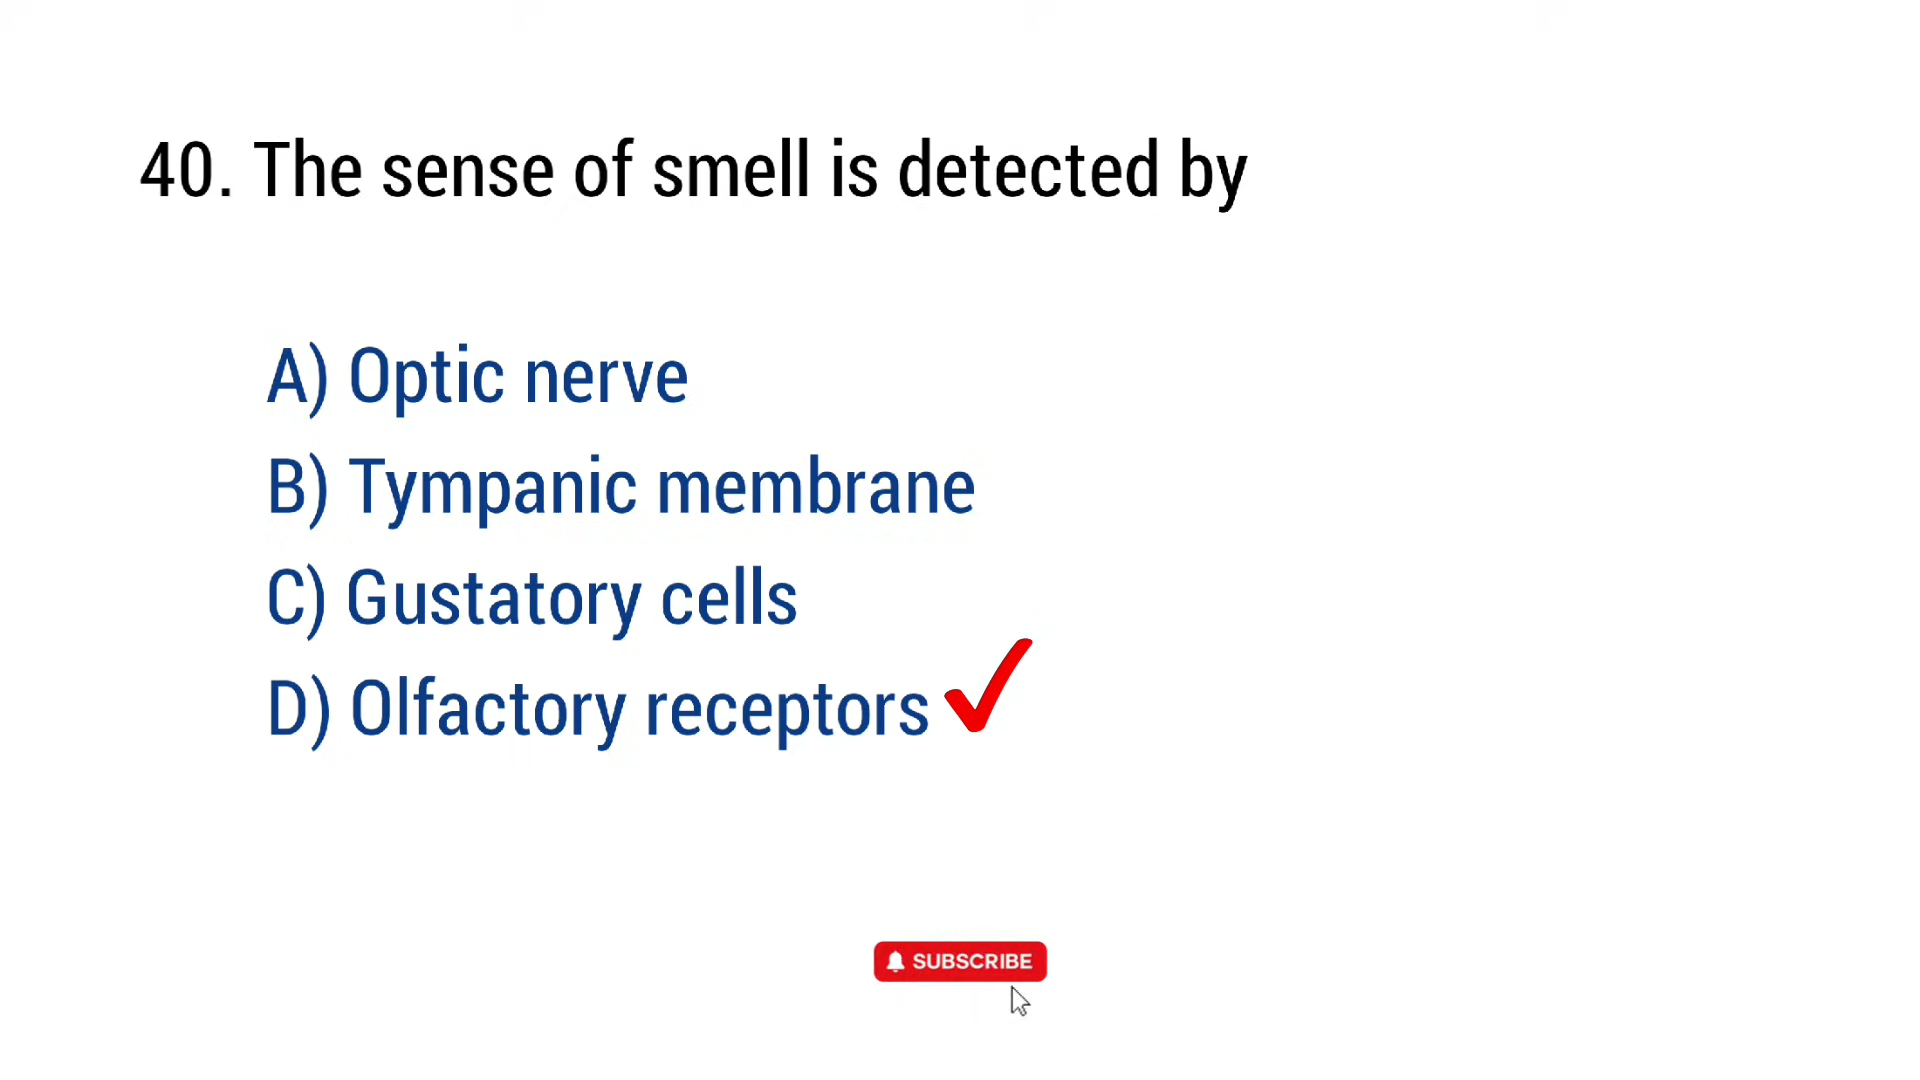 40. The sense of smell is detected by
A) Optic nerve
B) Tympanic membrane
C) Gustatory cells
D) Olfactory receptors
SUBSCRIBE